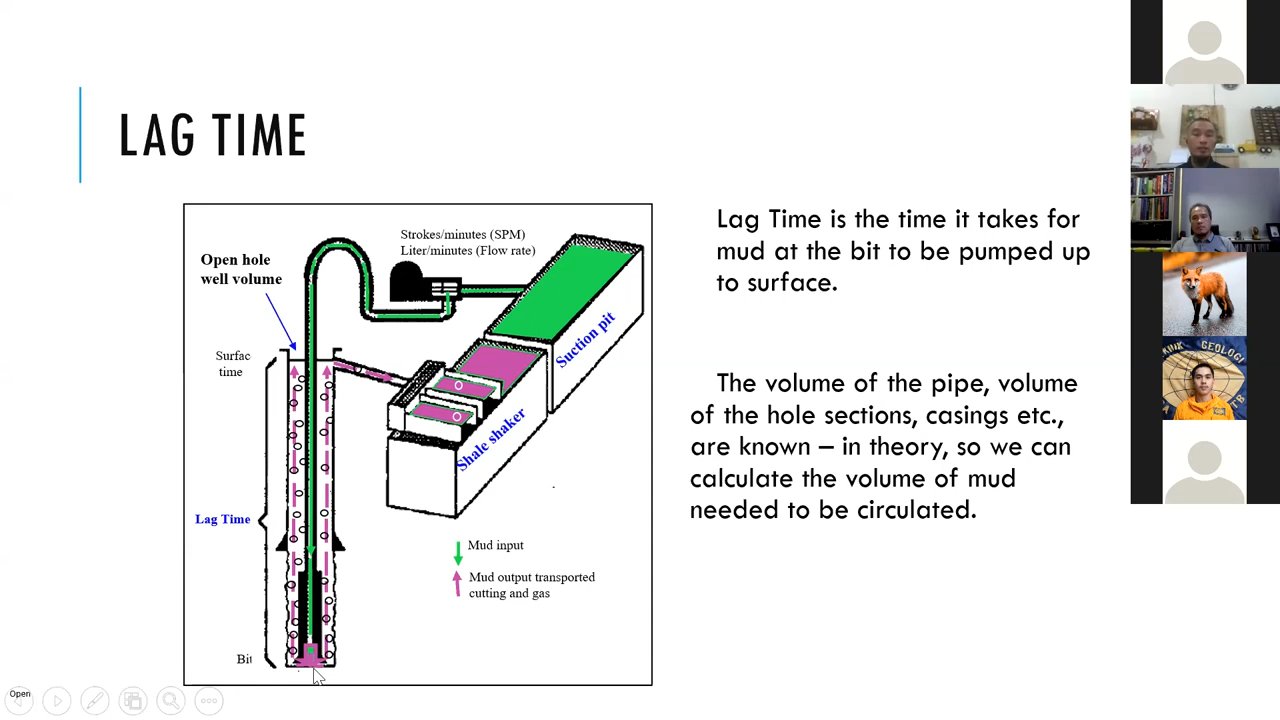 LAG TIME
Strokes/minutes (SPM)
Liter/minutes (Flow rate)
Open hole
well volume
Surfac
time
Suction pit
Shale shaker
Lag Time
Mud input
Mud output transported
cutting and gas
Bit
Lag Time is the time it takes for
mud at the bit to be pumped up
to surface.
The volume of the pipe, volume
of the hole sections, casings etc.,
are known – in theory, so we can
calculate the volume of mud
needed to be circulated.
Open
GEOLOGI